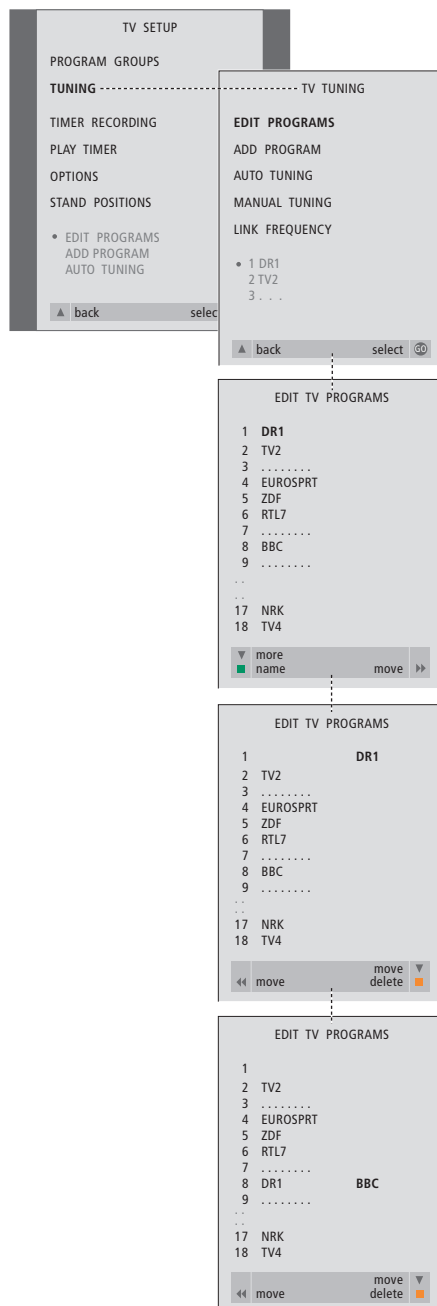 TV SETUP
PROGRAM GROUPS
TUNING
TIMER RECORDING
PLAY TIMER
OPTIONS
STAND POSITIONS
• EDIT PROGRAMS
ADD PROGRAM
AUTO TUNING
▲ back selec
TV TUNING
EDIT PROGRAMS
ADD PROGRAM
AUTO TUNING
MANUAL TUNING
LINK FREQUENCY
• 1 DR1
2 TV2
3 . . .
▲ back select GO
EDIT TV PROGRAMS
1 DR1
2 TV2
3 ........
4 EUROSPRT
5 ZDF
6 RTL7
7 ........
8 BBC
9 ........
. .
. .
17 NRK
18 TV4
▼ more
name move ▶▶
EDIT TV PROGRAMS
1 DR1
2 TV2
3 ........
4 EUROSPRT
5 ZDF
6 RTL7
7 ........
8 BBC
9 ........
. .
. .
17 NRK
18 TV4
move ▼
◀◀ move delete
EDIT TV PROGRAMS
1
2 TV2
3 ........
4 EUROSPRT
5 ZDF
6 RTL7
7 ........
8 DR1 BBC
9 ........
. .
. .
17 NRK
18 TV4
move ▼
◀◀ move delete